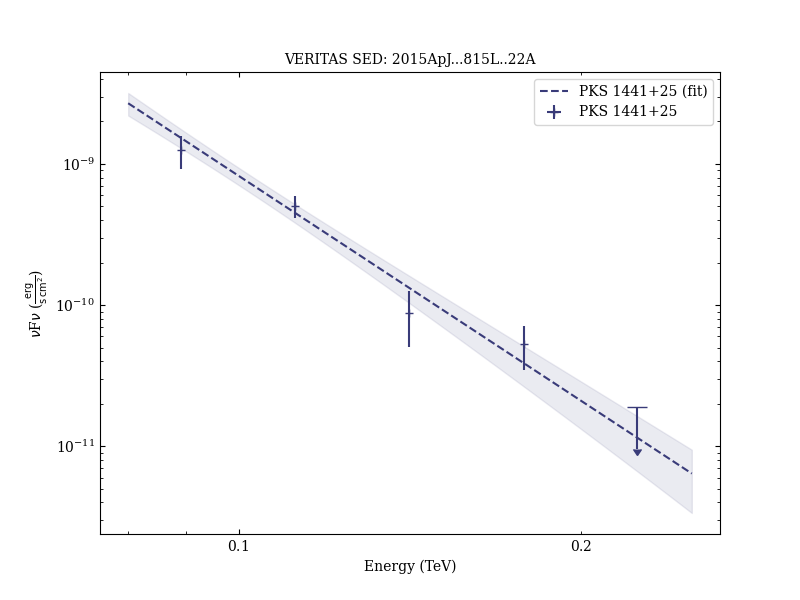 VERITAS SED: 2015ApJ...815L..22A
PKS 1441+25 (fit)
PKS 1441+25
10⁻⁹
10⁻¹⁰
10⁻¹¹
νFν (erg / s cm²)
0.1
0.2
Energy (TeV)